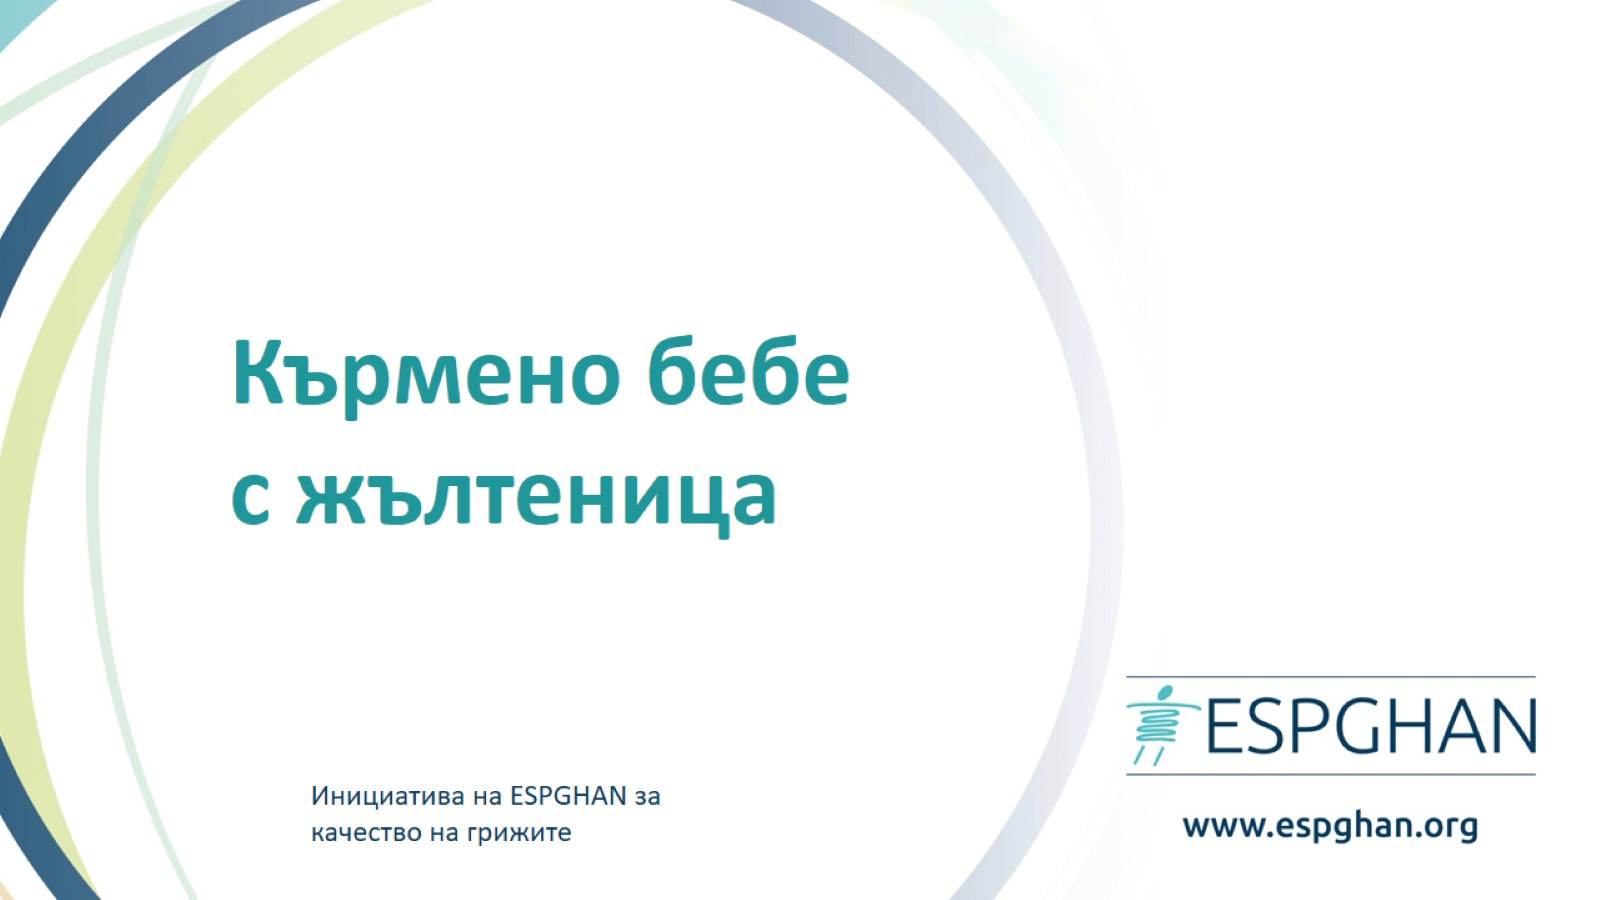 Кърмено бебе
с жълтеница
Инициатива на ESPGHAN за
качество на грижите
ESPGHAN
www.espghan.org